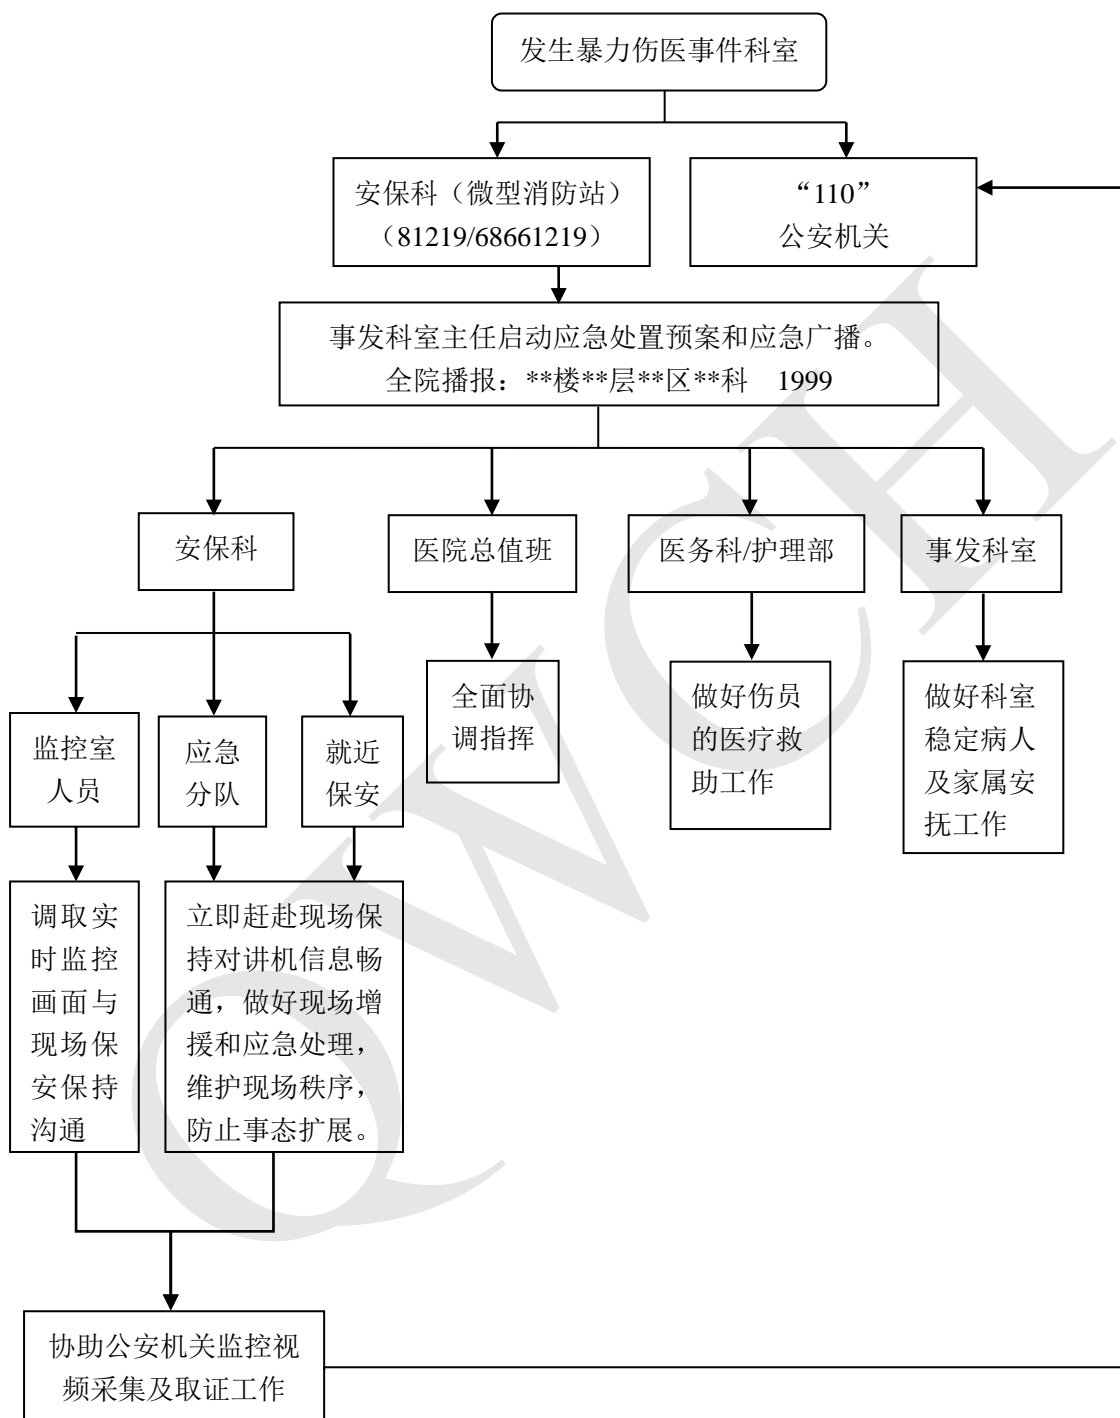 发生暴力伤医事件科室
安保科（微型消防站）
（81219/68661219）
“110”
公安机关
事发科室主任启动应急处置预案和应急广播。
全院播报：**楼**层**区**科 1999
安保科
医院总值班
医务科/护理部
事发科室
全面协
调指挥
做好伤员
的医疗救
助工作
做好科室
稳定病人
及家属安
抚工作
监控室
人员
应急
分队
就近
保安
调取实
时监控
画面与
现场保
安保持
沟通
立即赶赴现场保
持对讲机信息畅
通，做好现场增
援和应急处理，
维护现场秩序，
防止事态扩展。
协助公安机关监控视
频采集及取证工作
QWCH